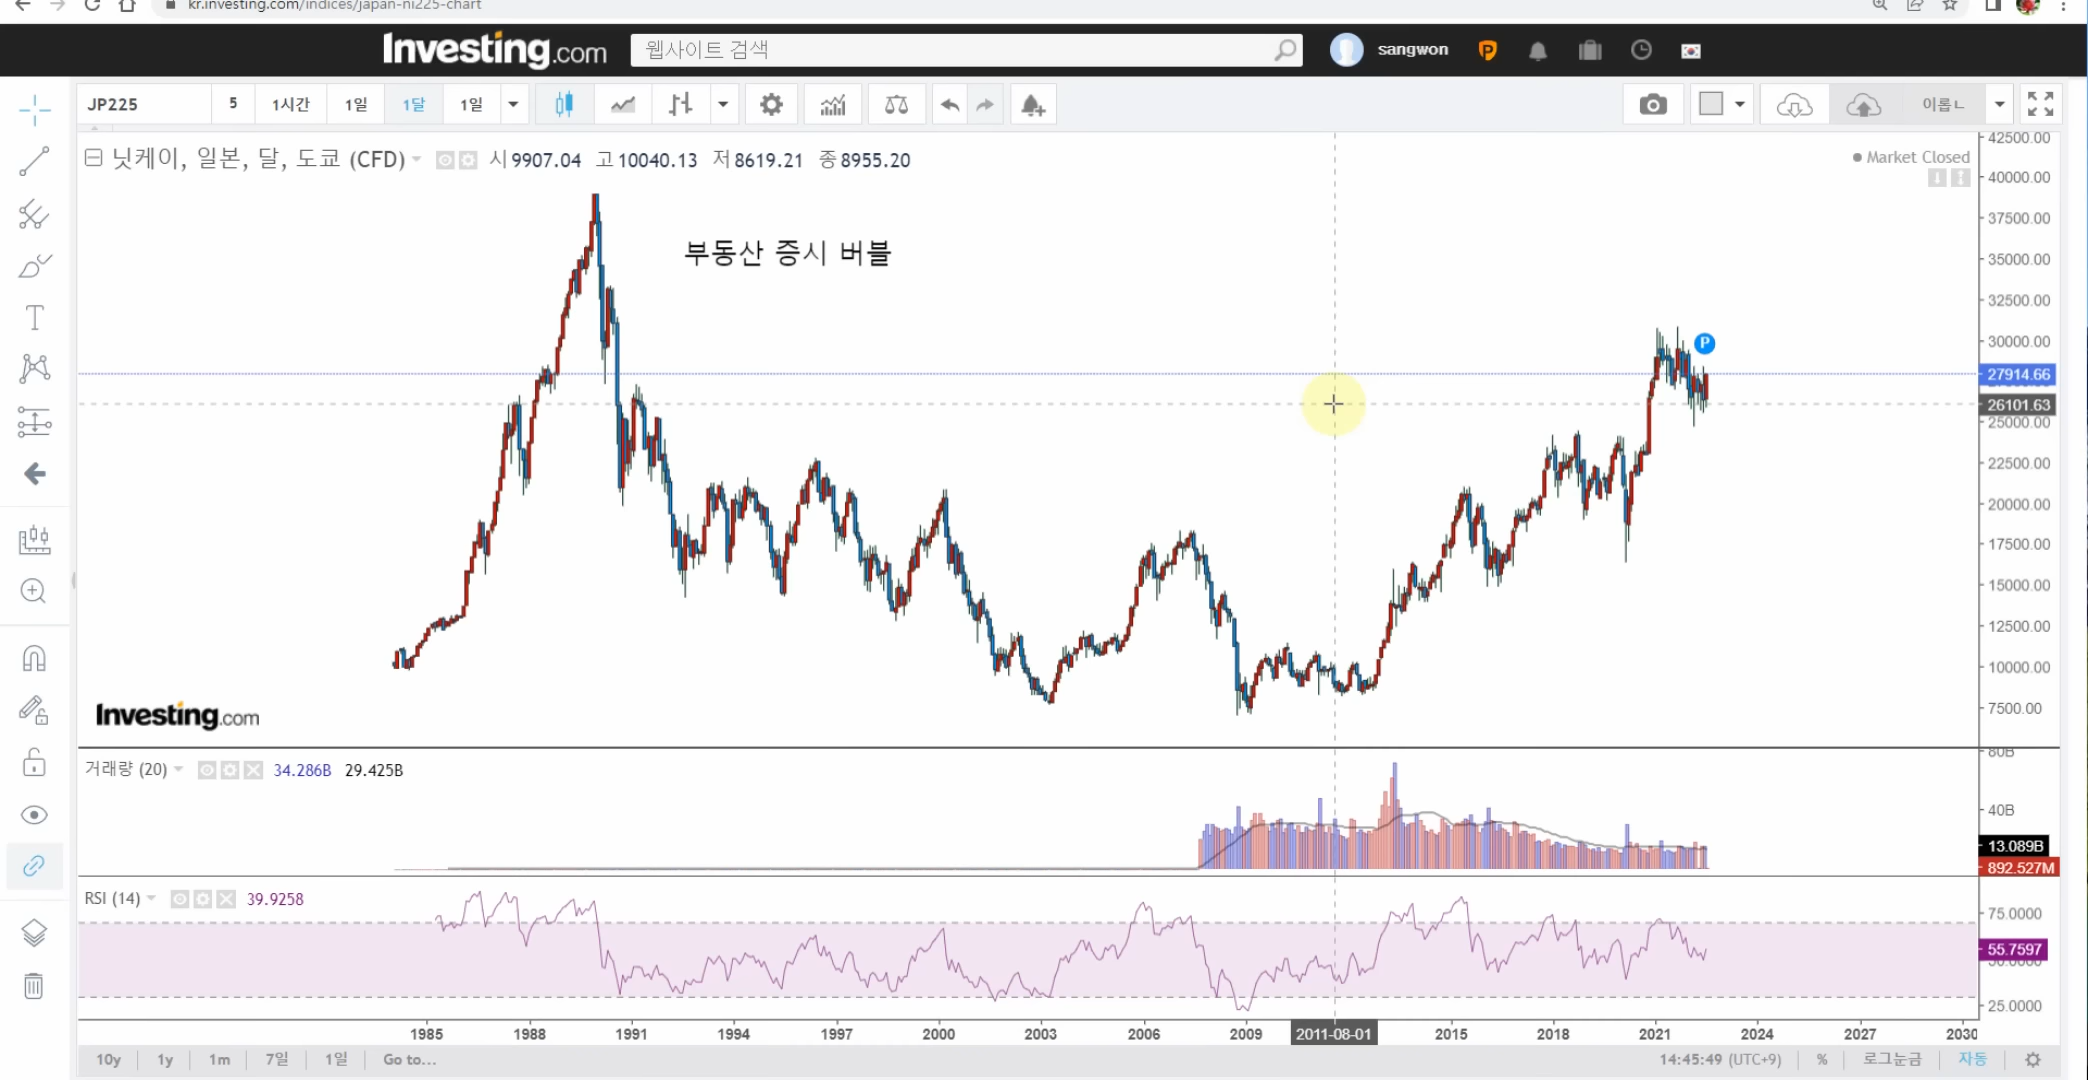 kr.investing.com/indices/japan-ni225-chart
Investing.com
웹사이트 검색
sangwon
JP225 5 1시간 1일 1달 1일
이롭ㄴ
닛케이, 일본, 달, 도쿄 (CFD) 시 9907.04 고 10040.13 저 8619.21 종 8955.20
Market Closed
부동산 증시 버블
P
42500.00
40000.00
37500.00
35000.00
32500.00
30000.00
27914.66
26101.63
25000.00
22500.00
20000.00
17500.00
15000.00
12500.00
10000.00
7500.00
Investing.com
거래량 (20) 34.286B 29.425B
80B
40B
13.089B
892.527M
RSI (14) 39.9258
75.0000
55.7597
25.0000
1985 1988 1991 1994 1997 2000 2003 2006 2009 2011-08-01 2015 2018 2021 2024 2027 2030
10y 1y 1m 7일 1일 Go to... 14:45:49 (UTC+9) % 로그눈금 자동